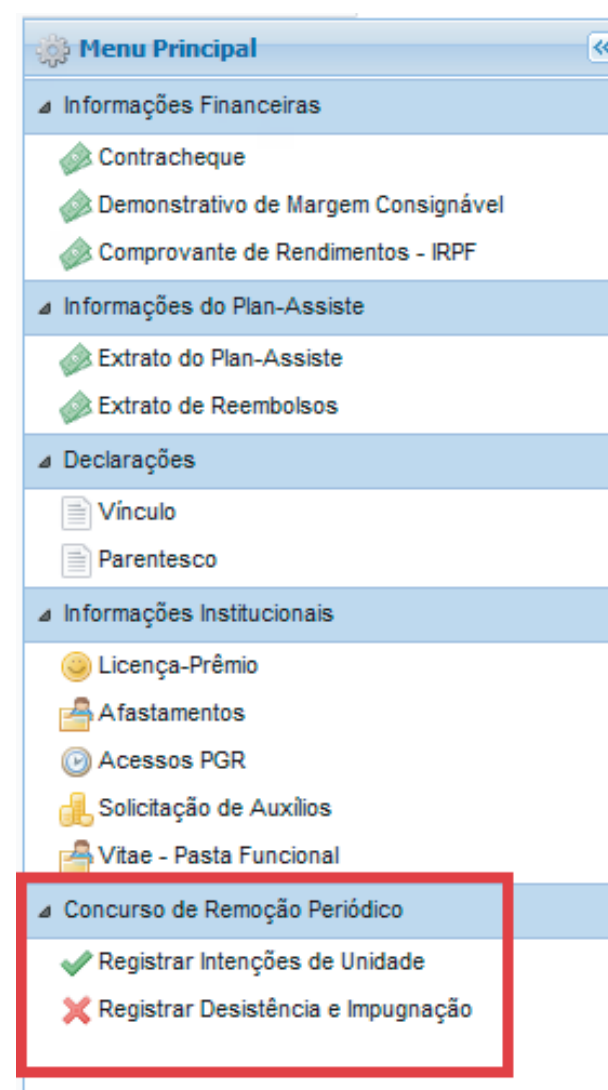 Menu Principal
Informações Financeiras
Contracheque
Demonstrativo de Margem Consignável
Comprovante de Rendimentos - IRPF
Informações do Plan-Assiste
Extrato do Plan-Assiste
Extrato de Reembolsos
Declarações
Vínculo
Parentesco
Informações Institucionais
Licença-Prêmio
Afastamentos
Acessos PGR
Solicitação de Auxílios
Vitae - Pasta Funcional
Concurso de Remoção Periódico
Registrar Intenções de Unidade
Registrar Desistência e Impugnação